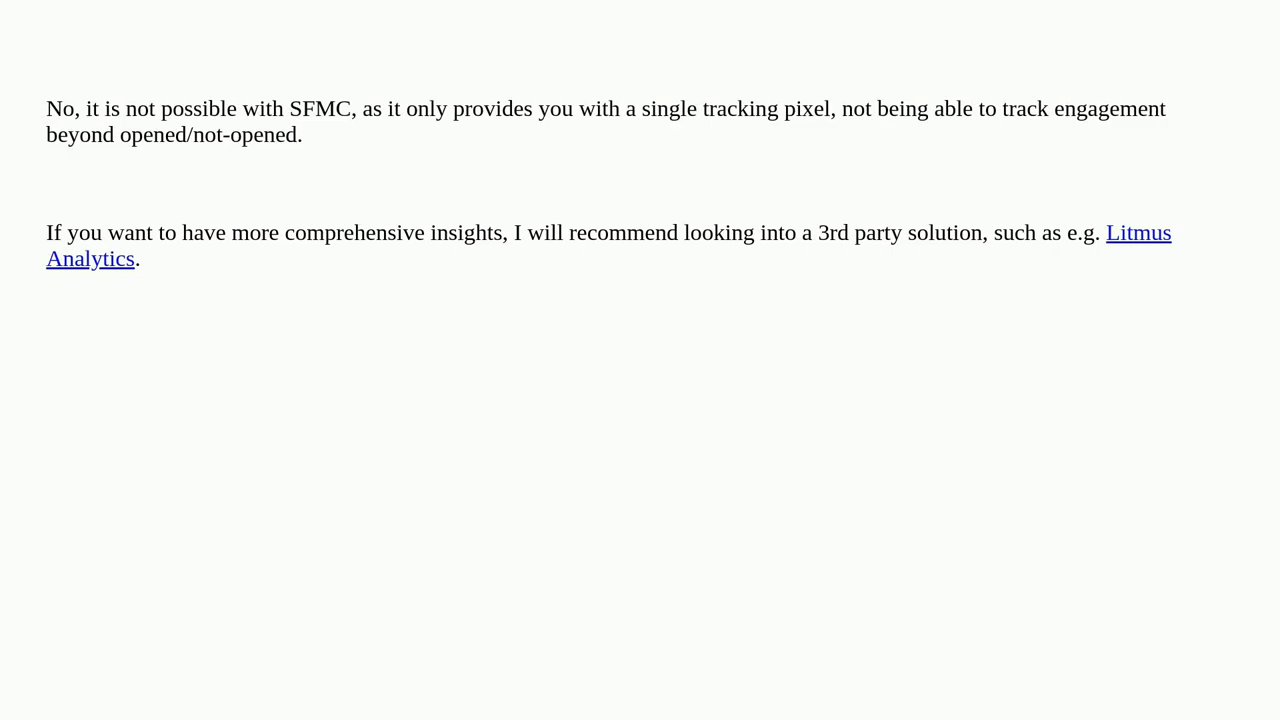 No, it is not possible with SFMC, as it only provides you with a single tracking pixel, not being able to track engagement
beyond opened/not-opened.
If you want to have more comprehensive insights, I will recommend looking into a 3rd party solution, such as e.g. Litmus
Analytics.